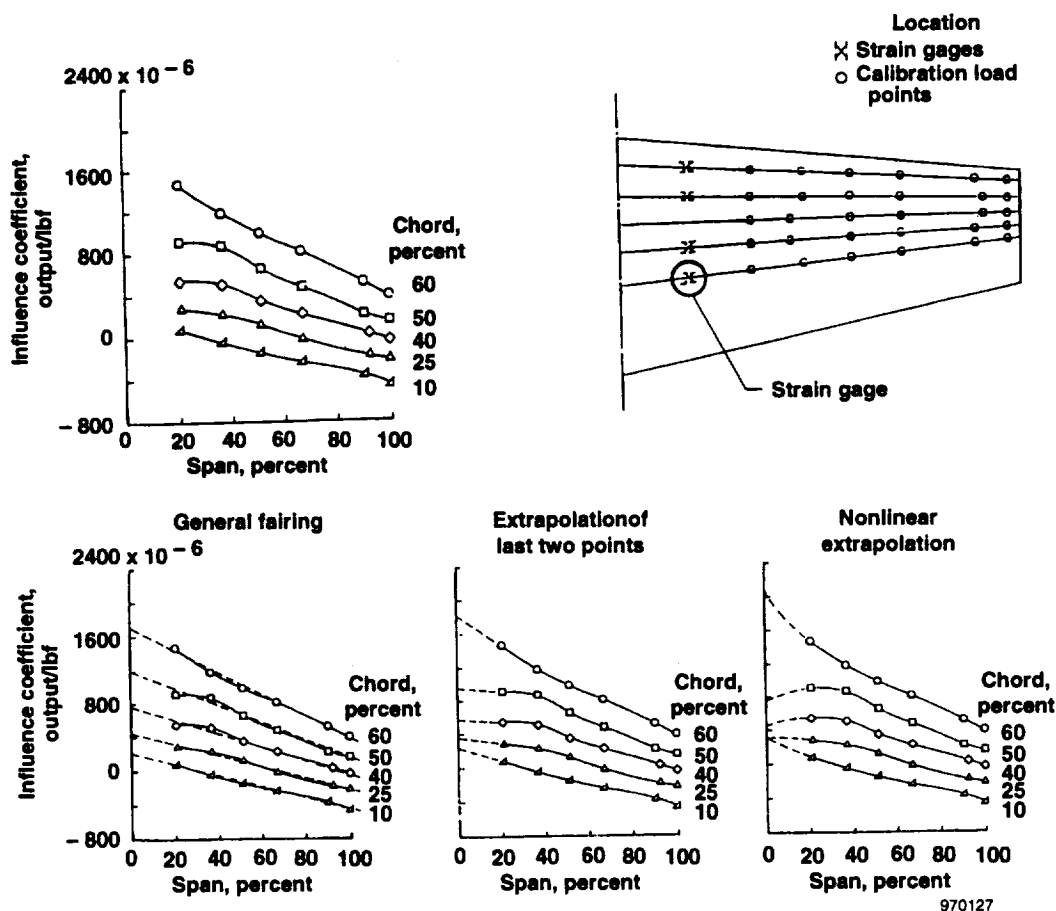 Location
Strain gages
Calibration load
points
2400 x 10 −6
1600
800
0
−800
Influence coefficient,
output/lbf
0 20 40 60 80 100
Span, percent
Chord,
percent
60
50
40
25
10
Strain gage
General fairing
2400 x 10 −6
1600
800
0
−800
Influence coefficient,
output/lbf
0 20 40 60 80 100
Span, percent
Chord,
percent
60
50
40
25
10
Extrapolationof
last two points
0 20 40 60 80 100
Span, percent
Chord,
percent
60
50
40
25
10
Nonlinear
extrapolation
0 20 40 60 80 100
Span, percent
Chord,
percent
60
50
40
25
10
970127